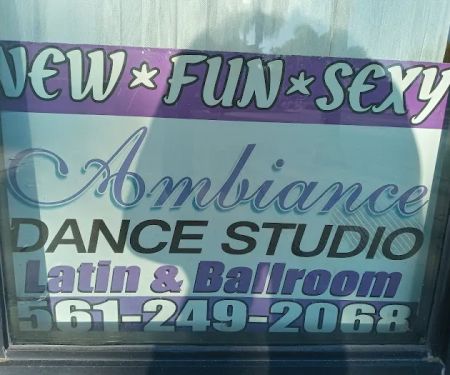 NEW*FUN*SEXY
Ambiance
DANCE STUDIO
Latin & Ballroom
561-249-2068